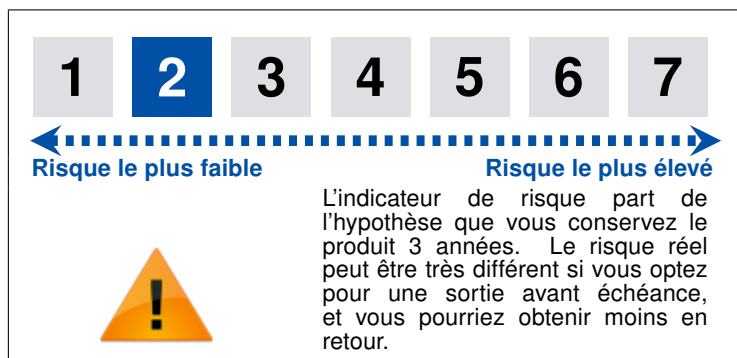 1 2 3 4 5 6 7
Risque le plus faible Risque le plus élevé
L'indicateur de risque part de
l'hypothèse que vous conservez le
produit 3 années. Le risque réel
peut être très différent si vous optez
pour une sortie avant échéance,
et vous pourriez obtenir moins en
retour.